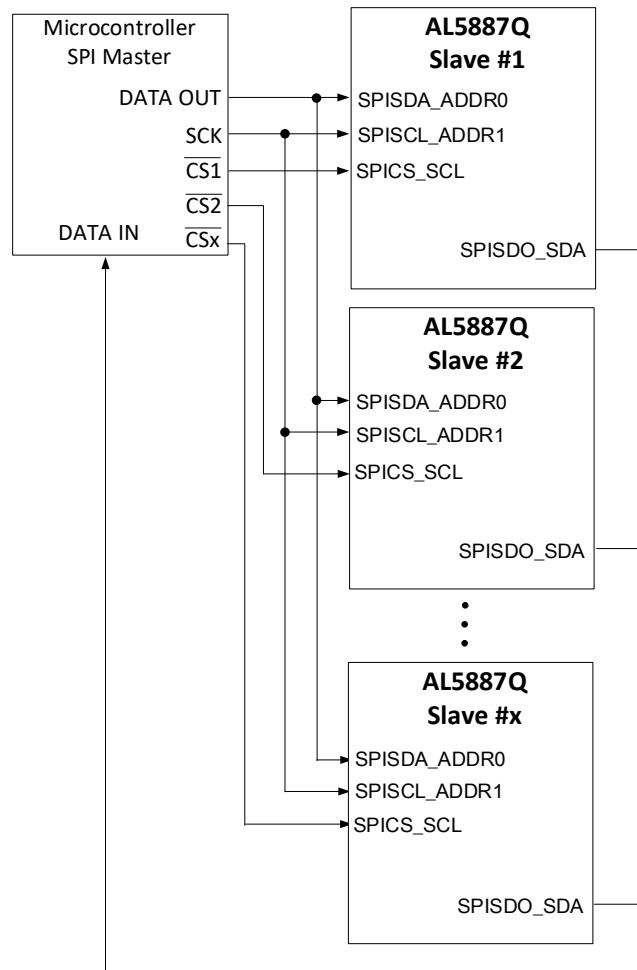 Microcontroller
SPI Master
DATA OUT
SCK
CS1
CS2
DATA IN
CSx
AL5887Q
Slave #1
SPISDA_ADDR0
SPISCL_ADDR1
SPICS_SCL
SPISDO_SDA
AL5887Q
Slave #2
SPISDA_ADDR0
SPISCL_ADDR1
SPICS_SCL
SPISDO_SDA
AL5887Q
Slave #x
SPISDA_ADDR0
SPISCL_ADDR1
SPICS_SCL
SPISDO_SDA